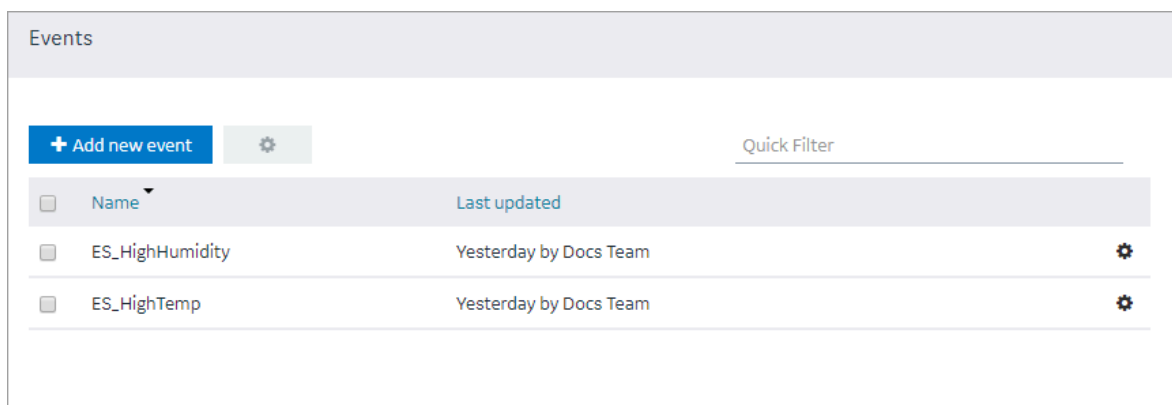 Events
Add new event
Quick Filter
Name
Last updated
ES_HighHumidity
Yesterday by Docs Team
ES_HighTemp
Yesterday by Docs Team